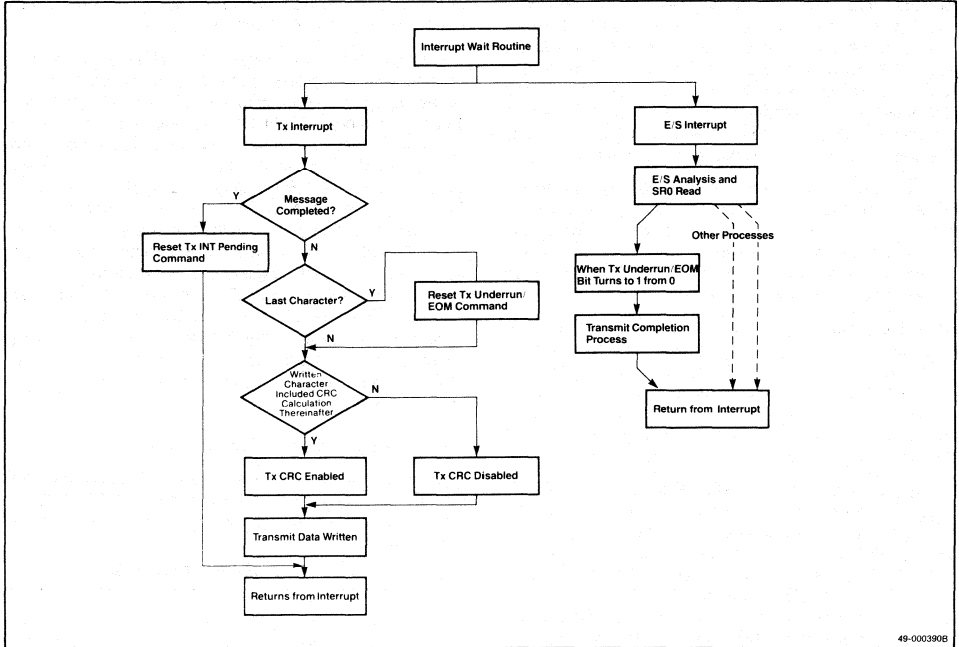 Interrupt Wait Routine
Tx Interrupt
E/S Interrupt
Message
Completed?
Y
N
E/S Analysis and
SR0 Read
Other Processes
Reset Tx INT Pending
Command
Last Character?
Y
N
Reset Tx Underrun/
EOM Command
When Tx Underrun/EOM
Bit Turns to 1 from 0
Transmit Completion
Process
Written
Character
Included CRC
Calculation
Thereinafter
N
Y
Return from Interrupt
Tx CRC Enabled
Tx CRC Disabled
Transmit Data Written
Returns from Interrupt
49-000390B